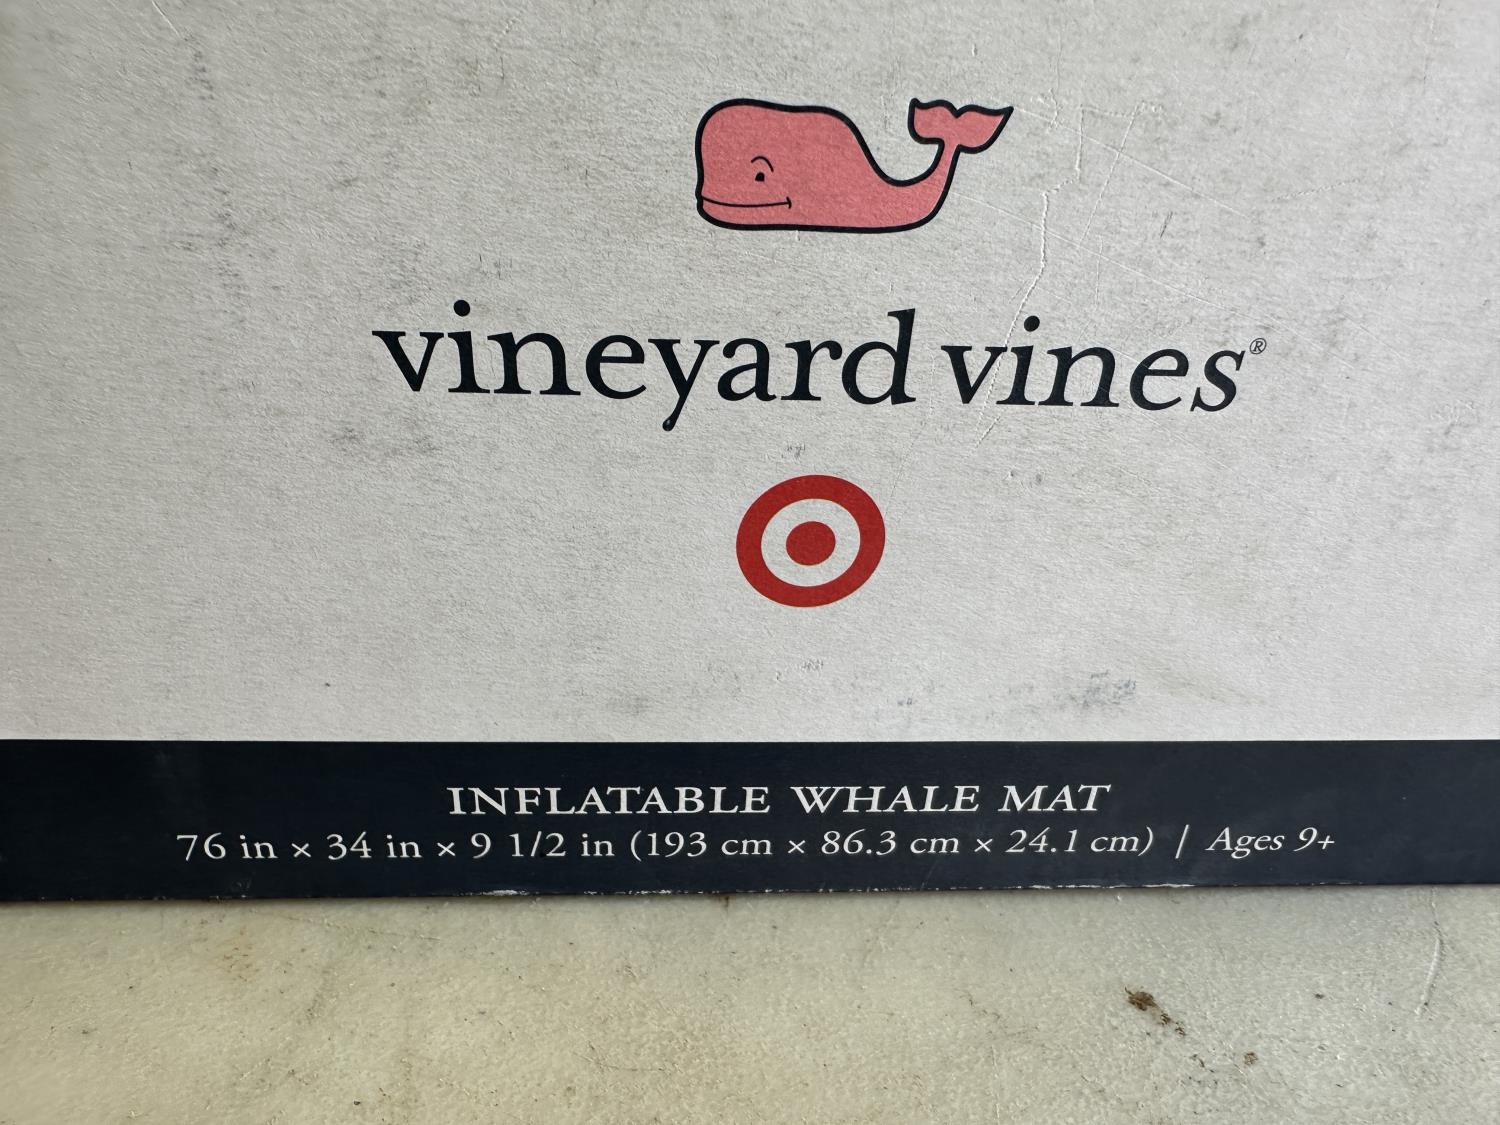 vineyard vines®
INFLATABLE WHALE MAT
76 in × 34 in × 9 1/2 in (193 cm × 86.3 cm × 24.1 cm) | Ages 9+